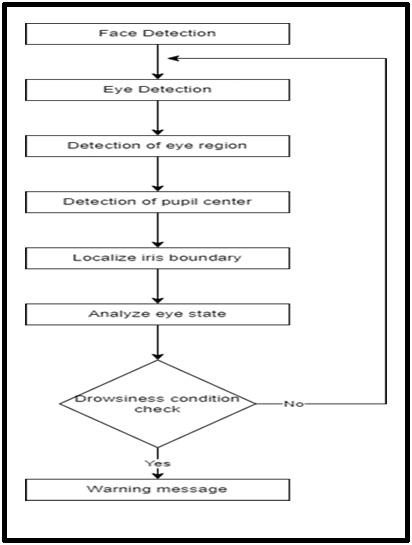 Face Detection
Eye Detection
Detection of eye region
Detection of pupil center
Localize iris boundary
Analyze eye state
Drowsiness condition
check
No
Yes
Warning message